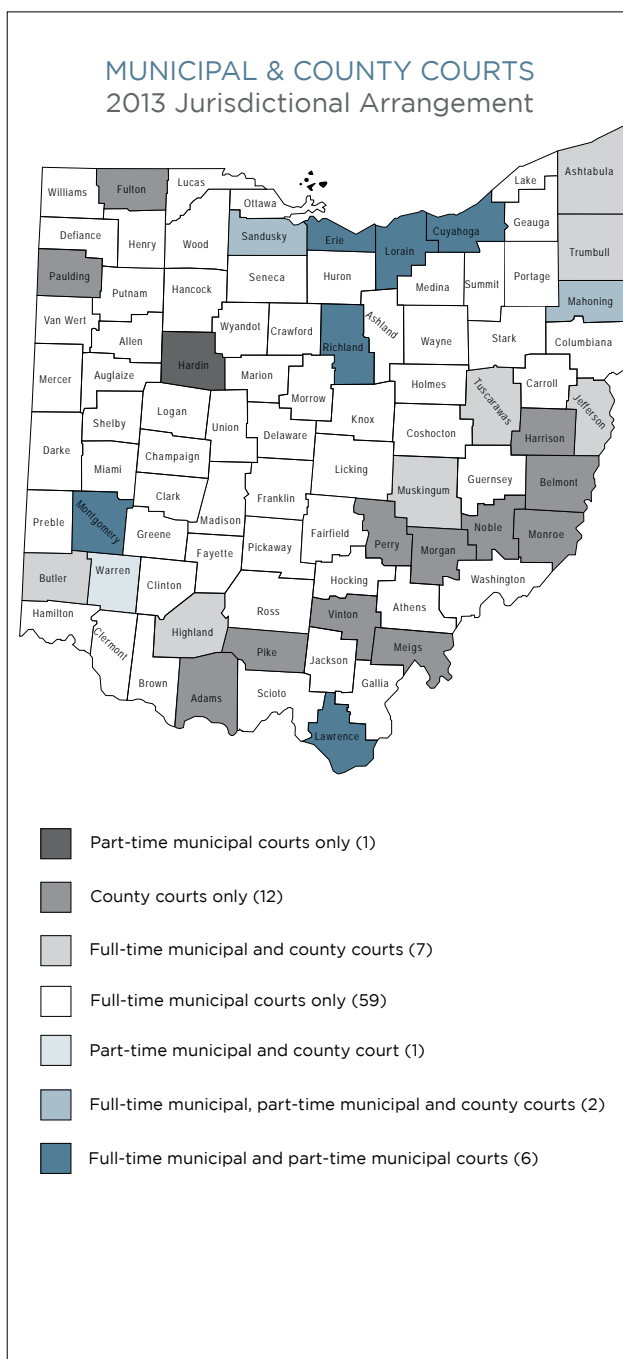 MUNICIPAL & COUNTY COURTS
2013 Jurisdictional Arrangement
Williams
Fulton
Lucas
Ottawa
Lake
Ashtabula
Geauga
Defiance
Henry
Wood
Sandusky
Erie
Lorain
Cuyahoga
Trumbull
Paulding
Putnam
Hancock
Seneca
Huron
Medina
Summit
Portage
Mahoning
Van Wert
Allen
Wyandot
Crawford
Richland
Ashland
Wayne
Stark
Columbiana
Mercer
Auglaize
Hardin
Marion
Morrow
Holmes
Tuscarawas
Carroll
Jefferson
Shelby
Logan
Union
Delaware
Knox
Coshocton
Harrison
Darke
Miami
Champaign
Licking
Muskingum
Guernsey
Belmont
Clark
Madison
Franklin
Preble
Montgomery
Greene
Fayette
Pickaway
Fairfield
Perry
Morgan
Noble
Monroe
Butler
Warren
Clinton
Hocking
Washington
Hamilton
Clermont
Highland
Ross
Vinton
Athens
Brown
Adams
Pike
Scioto
Jackson
Meigs
Gallia
Lawrence
Part-time municipal courts only (1)
County courts only (12)
Full-time municipal and county courts (7)
Full-time municipal courts only (59)
Part-time municipal and county court (1)
Full-time municipal, part-time municipal and county courts (2)
Full-time municipal and part-time municipal courts (6)